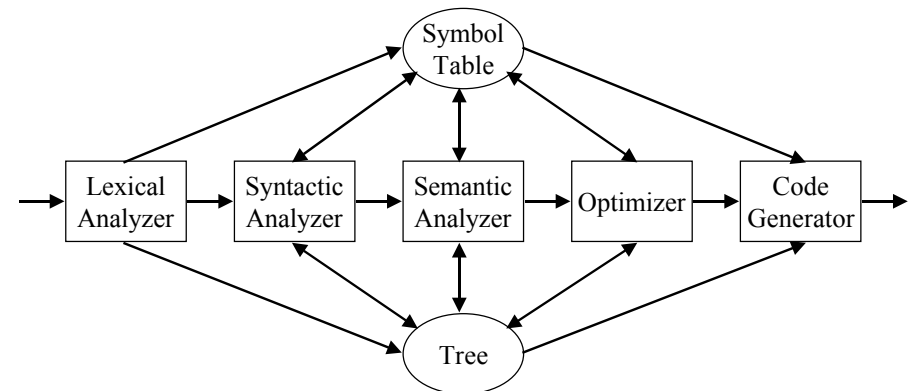 Symbol
Table
Lexical
Analyzer
Syntactic
Analyzer
Semantic
Analyzer
Optimizer
Code
Generator
Tree